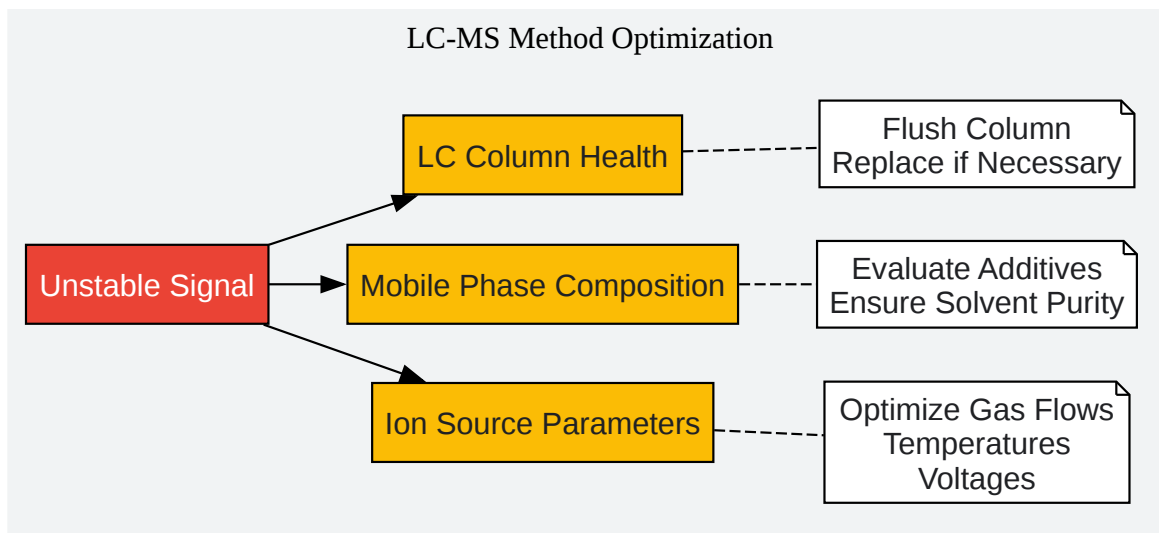 LC-MS Method Optimization
LC Column Health
Flush Column
Replace if Necessary
Unstable Signal
Mobile Phase Composition
Evaluate Additives
Ensure Solvent Purity
Ion Source Parameters
Optimize Gas Flows
Temperatures
Voltages